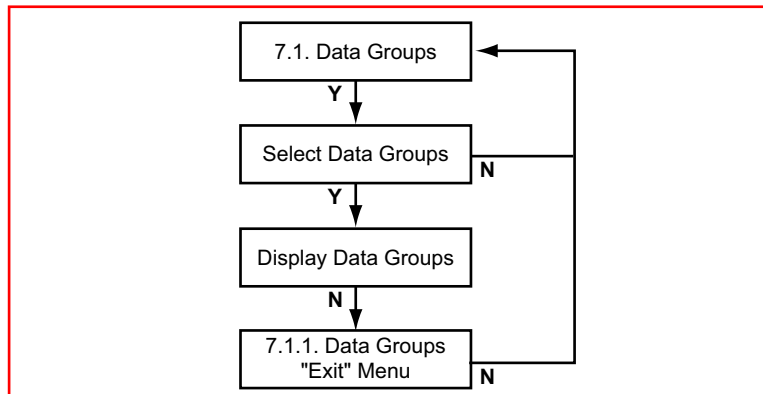 7.1. Data Groups
Y
Select Data Groups
N
Y
Display Data Groups
N
7.1.1. Data Groups
"Exit" Menu
N